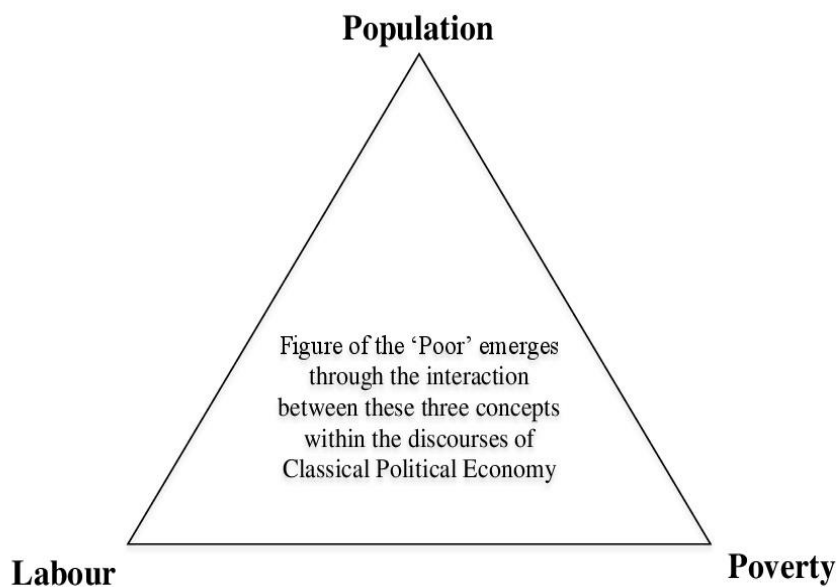 Population
Figure of the ‘Poor’ emerges
through the interaction
between these three concepts
within the discourses of
Classical Political Economy
Labour
Poverty